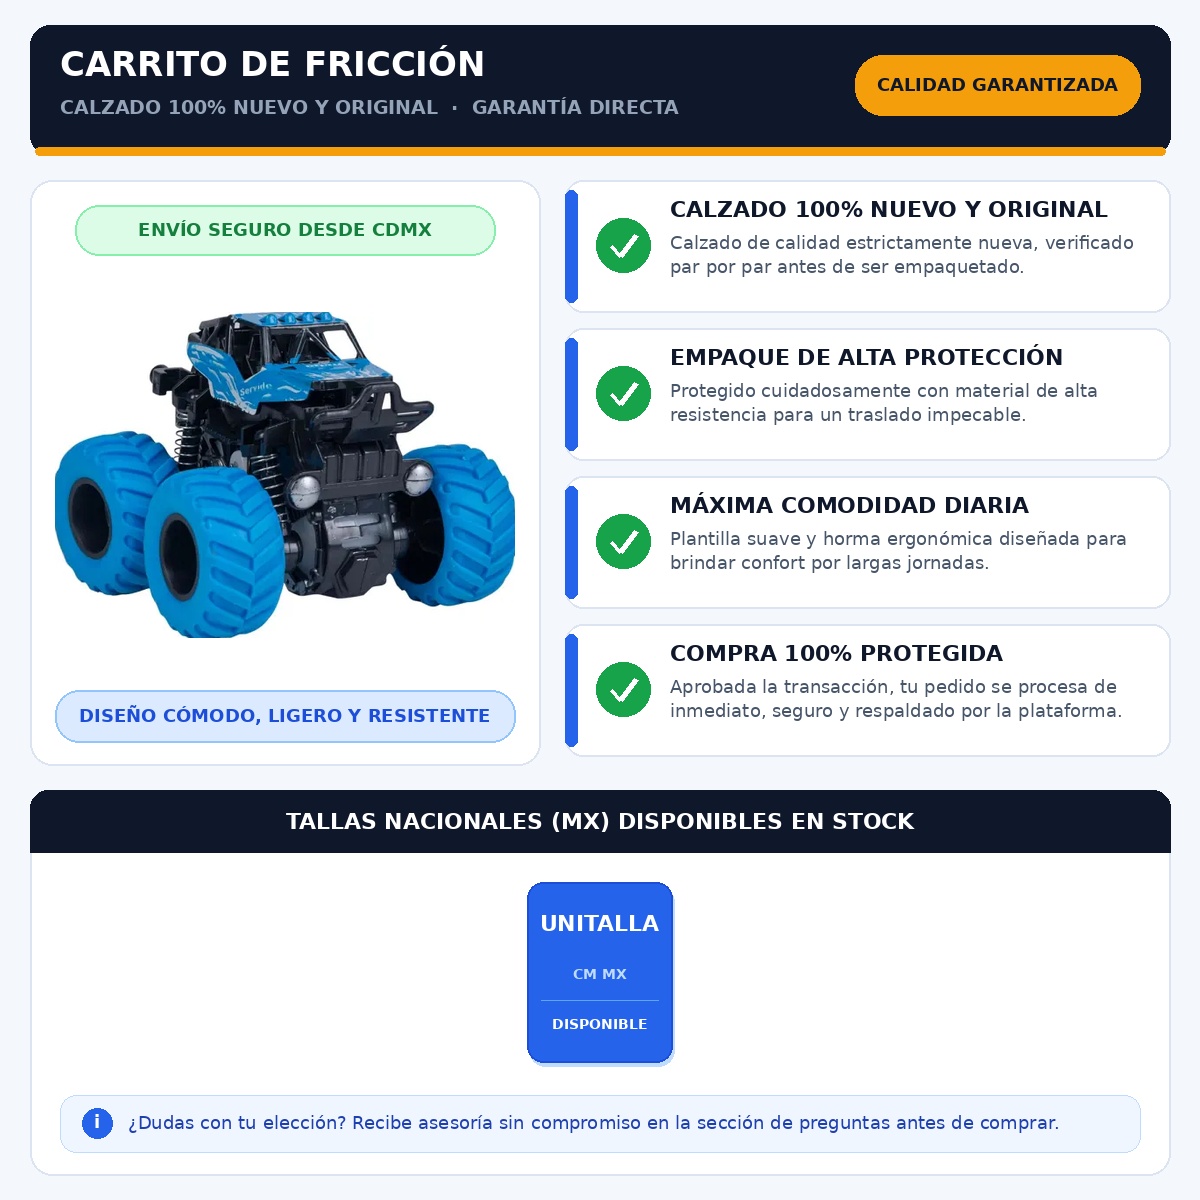 CARRITO DE FRICCIÓN
CALZADO 100% NUEVO Y ORIGINAL · GARANTÍA DIRECTA
CALIDAD GARANTIZADA
ENVÍO SEGURO DESDE CDMX
DISEÑO CÓMODO, LIGERO Y RESISTENTE
CALZADO 100% NUEVO Y ORIGINAL
Calzado de calidad estrictamente nueva, verificado
par por par antes de ser empaquetado.
EMPAQUE DE ALTA PROTECCIÓN
Protegido cuidadosamente con material de alta
resistencia para un traslado impecable.
MÁXIMA COMODIDAD DIARIA
Plantilla suave y horma ergonómica diseñada para
brindar confort por largas jornadas.
COMPRA 100% PROTEGIDA
Aprobada la transacción, tu pedido se procesa de
inmediato, seguro y respaldado por la plataforma.
TALLAS NACIONALES (MX) DISPONIBLES EN STOCK
UNITALLA
CM MX
DISPONIBLE
i ¿Dudas con tu elección? Recibe asesoría sin compromiso en la sección de preguntas antes de comprar.